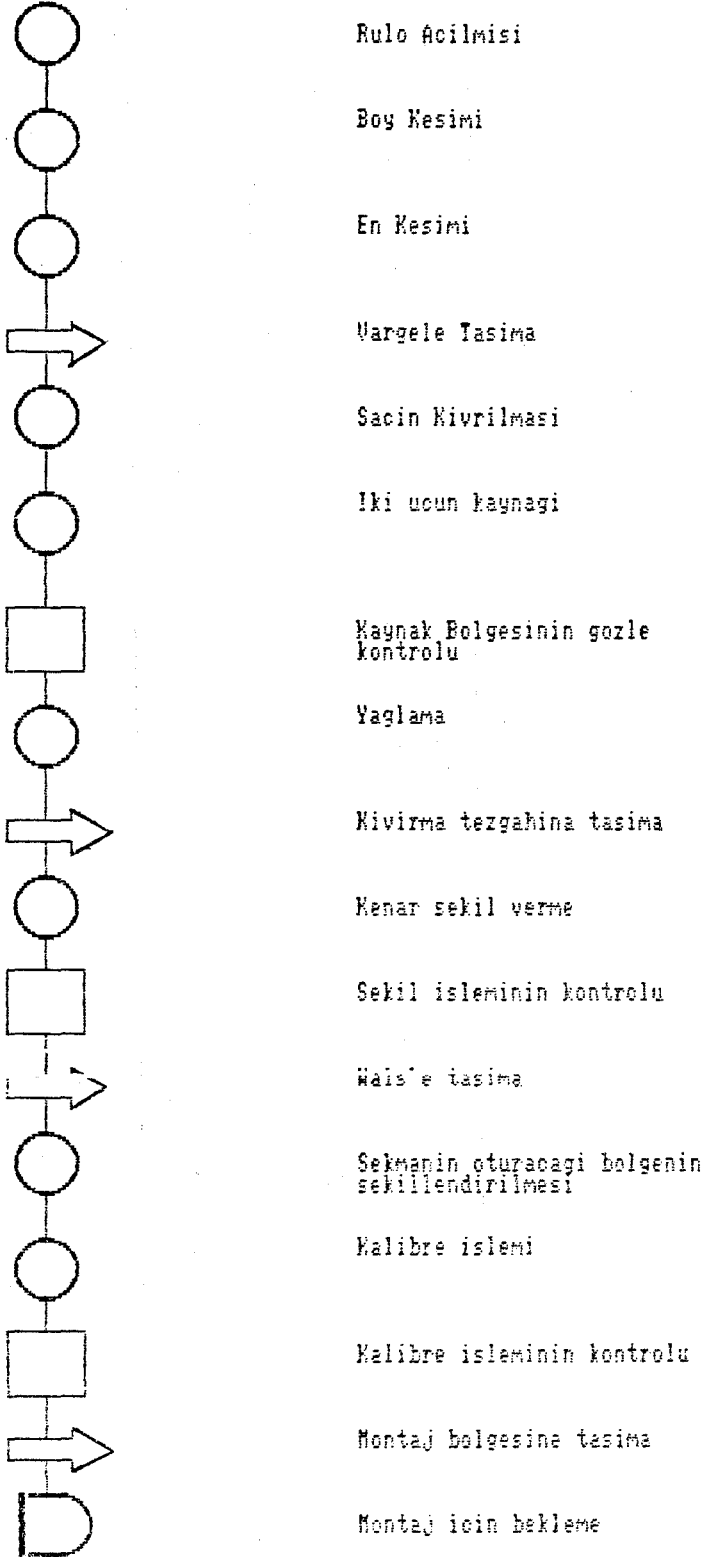 Rulo Acilmisi
Boy Kesimi
En Kesimi
Vargele Tasima
Sacin Kivrilmasi
Iki ucun kaynagi
Kaynak Bolgesinin gozle
kontrolu
Yaglama
Kivirma tezgahina tasima
Kenar sekil verme
Sekil isleminin kontrolu
Wais'e tasima
Sekmanin oturacagi bolgenin
sekillendirilmesi
Kalibre islemi
Kalibre isleminin kontrolu
Montaj bolgesine tasima
Montaj icin bekleme